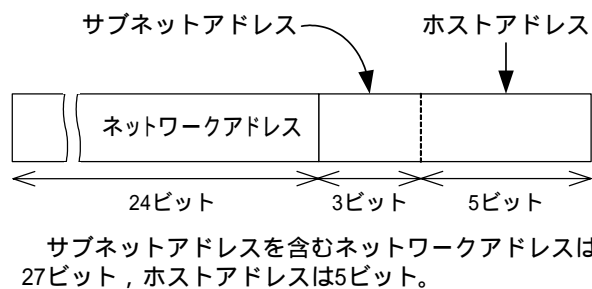 サブネットアドレス ホストアドレス
ネットワークアドレス
24ビット 3ビット 5ビット
サブネットアドレスを含むネットワークアドレスは
27ビット，ホストアドレスは5ビット。